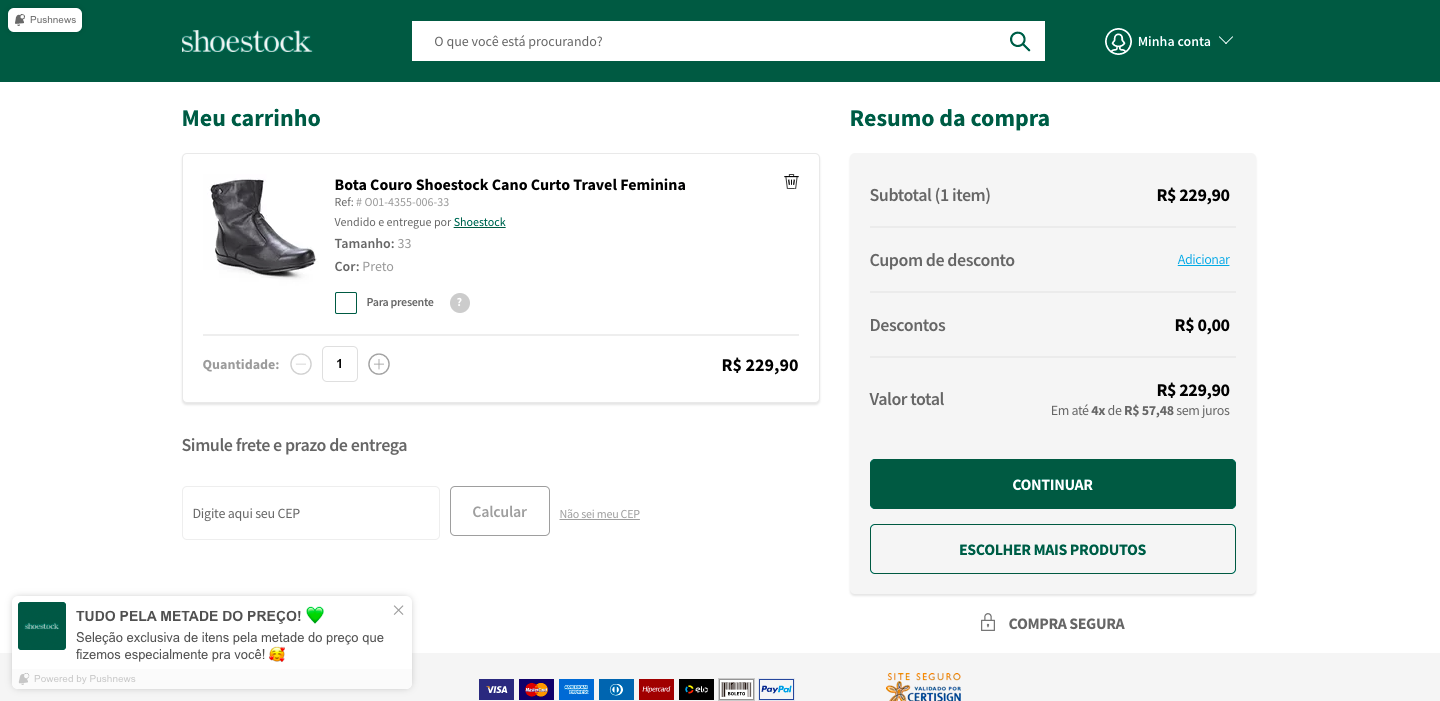 Pushnews
shoestock
O que você está procurando?
Minha conta
Meu carrinho
Bota Couro Shoestock Cano Curto Travel Feminina
Ref: # O01-4355-006-33
Vendido e entregue por Shoestock
Tamanho: 33
Cor: Preto
Para presente ?
Quantidade: 1 R$ 229,90
Simule frete e prazo de entrega
Digite aqui seu CEP
Calcular
Não sei meu CEP
Resumo da compra
Subtotal (1 item) R$ 229,90
Cupom de desconto Adicionar
Descontos R$ 0,00
Valor total R$ 229,90
Em até 4x de R$ 57,48 sem juros
CONTINUAR
ESCOLHER MAIS PRODUTOS
COMPRA SEGURA
shoestock
TUDO PELA METADE DO PREÇO! 💚
Seleção exclusiva de itens pela metade do preço que
fizemos especialmente pra você! 🥰
Powered by Pushnews
VISA MasterCard AMERICAN EXPRESS Hipercard elo BOLETO PayPal
SITE SEGURO
VALIDADO POR
CERTISIGN